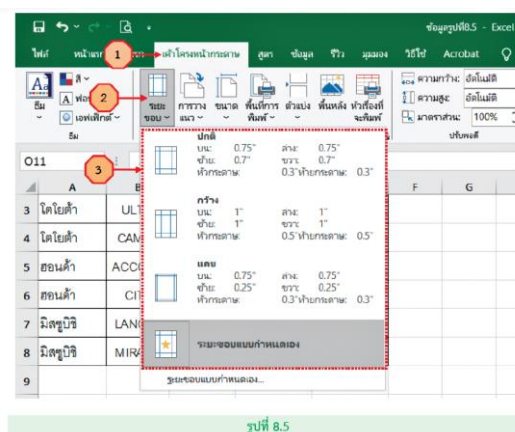 ข้อมูลรูปที่8.5 - Excel
ไฟล์ หน้าแรก 1 เค้าโครงหน้ากระดาษ สูตร ข้อมูล รีวิว มุมมอง วิธีใช้ Acrobat
Aa สี ความกว้าง: อัตโนมัติ
ธีม A 2 ระยะขอบ การวางแนว ขนาด พื้นที่การพิมพ์ ตัวแบ่ง พื้นหลัง หัวเรื่องที่จะพิมพ์ ความสูง: อัตโนมัติ
เอฟเฟ็กต์ มาตราส่วน: 100%
ธีม ปรับพอดี
O11
3
ปกติ
บน: 0.75" ล่าง: 0.75"
ซ้าย: 0.7" ขวา: 0.7"
หัวกระดาษ: 0.3" ท้ายกระดาษ: 0.3"
กว้าง
บน: 1" ล่าง: 1"
ซ้าย: 1" ขวา: 1"
หัวกระดาษ: 0.5" ท้ายกระดาษ: 0.5"
แคบ
บน: 0.75" ล่าง: 0.75"
ซ้าย: 0.25" ขวา: 0.25"
หัวกระดาษ: 0.3" ท้ายกระดาษ: 0.3"
ระยะขอบแบบกำหนดเอง
ระยะขอบแบบกำหนดเอง...
A B F G
3 โตโยต้า ULT
4 โตโยต้า CAM
5 ฮอนด้า ACCO
6 ฮอนด้า CIT
7 มิตซูบิชิ LANC
8 มิตซูบิชิ MIRA
9
รูปที่ 8.5